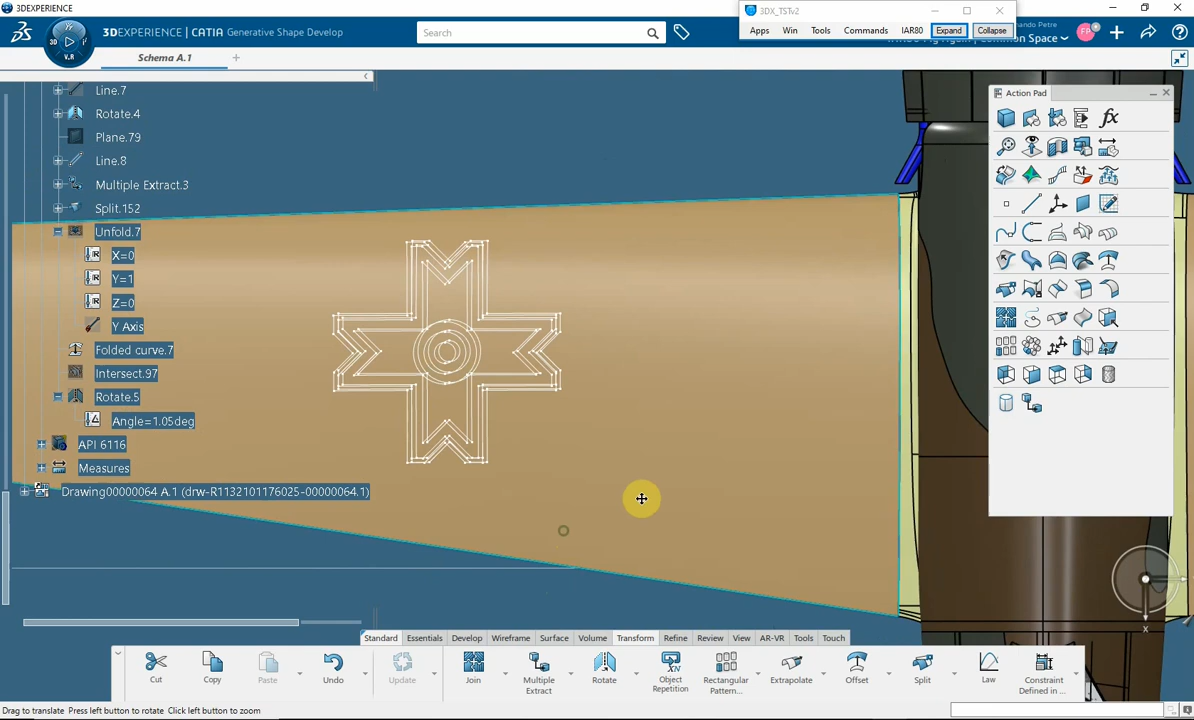 3DEXPERIENCE
3DX_TSTv2
3DEXPERIENCE | CATIA Generative Shape Develop
Search
Apps Win Tools Commands IAR80 Expand Collapse
Common Space
3D
V.R
FP
Schema A.1
Action Pad
Line.7
Rotate.4
Plane.79
Line.8
Multiple Extract.3
Split.152
Unfold.7
X=0
Y=1
Z=0
Y Axis
Folded curve.7
Intersect.97
Rotate.5
Angle=1.05deg
API 6116
Measures
Drawing00000064 A.1 (drw-R1132101176025-00000064.1)
fx
X
Standard Essentials Develop Wireframe Surface Volume Transform Refine Review View AR-VR Tools Touch
Cut Copy Paste Undo Update Join Multiple Extract Rotate Object Repetition Rectangular Pattern... Extrapolate Offset Split Law Constraint Defined in ...
Drag to translate Press left button to rotate Click left button to zoom